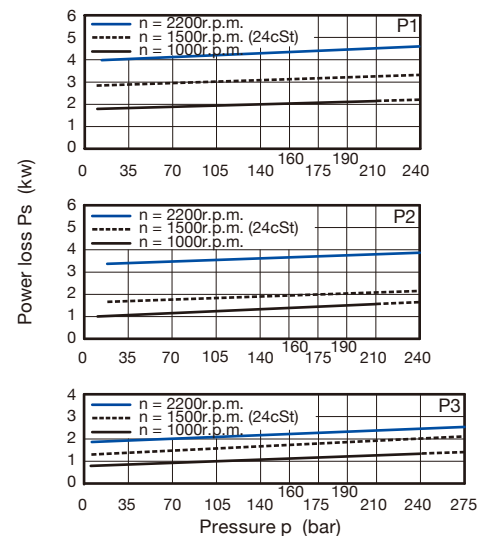 Power loss Ps (kw)
6
5
4
3
2
1
0
P1
n = 2200r.p.m.
n = 1500r.p.m. (24cSt)
n = 1000r.p.m.
0 35 70 105 140 160 175 190 210 240
6
5
4
3
2
1
0
P2
n = 2200r.p.m.
n = 1500r.p.m. (24cSt)
n = 1000r.p.m.
0 35 70 105 140 160 175 190 210 240
4
3
2
1
0
P3
n = 2200r.p.m.
n = 1500r.p.m. (24cSt)
n = 1000r.p.m.
0 35 70 105 140 160 175 190 210 240 275
Pressure p (bar)